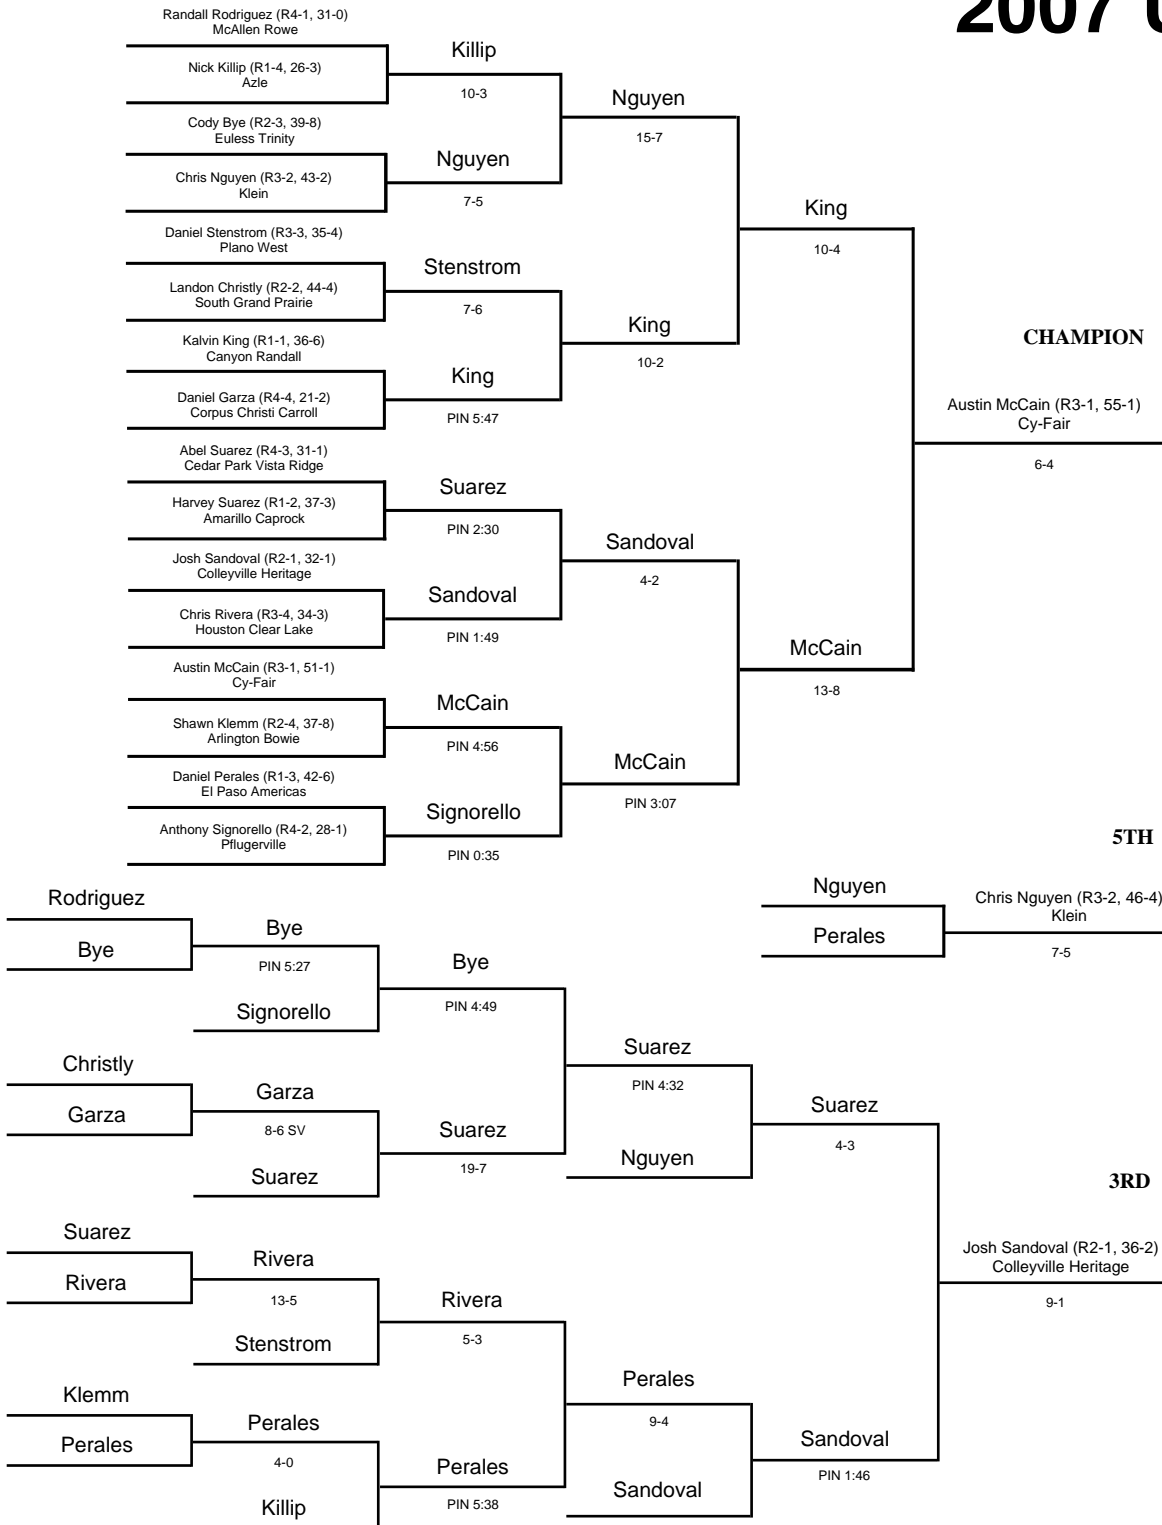 2007 U
Randall Rodriguez (R4-1, 31-0)
McAllen Rowe
Nick Killip (R1-4, 26-3)
Azle
Killip
10-3
Cody Bye (R2-3, 39-8)
Euless Trinity
Chris Nguyen (R3-2, 43-2)
Klein
Nguyen
7-5
Nguyen
15-7
Daniel Stenstrom (R3-3, 35-4)
Plano West
Landon Christly (R2-2, 44-4)
South Grand Prairie
Stenstrom
7-6
Kalvin King (R1-1, 36-6)
Canyon Randall
Daniel Garza (R4-4, 21-2)
Corpus Christi Carroll
King
PIN 5:47
King
10-2
King
10-4
Abel Suarez (R4-3, 31-1)
Cedar Park Vista Ridge
Harvey Suarez (R1-2, 37-3)
Amarillo Caprock
Suarez
PIN 2:30
Josh Sandoval (R2-1, 32-1)
Colleyville Heritage
Chris Rivera (R3-4, 34-3)
Houston Clear Lake
Sandoval
PIN 1:49
Sandoval
4-2
Austin McCain (R3-1, 51-1)
Cy-Fair
Shawn Klemm (R2-4, 37-8)
Arlington Bowie
McCain
PIN 4:56
Daniel Perales (R1-3, 42-6)
El Paso Americas
Anthony Signorello (R4-2, 28-1)
Pflugerville
Signorello
PIN 0:35
McCain
PIN 3:07
McCain
13-8
CHAMPION
Austin McCain (R3-1, 55-1)
Cy-Fair
6-4
5TH
Nguyen
Perales
Chris Nguyen (R3-2, 46-4)
Klein
7-5
Rodriguez
Bye
Bye
PIN 5:27
Signorello
Bye
PIN 4:49
Christly
Garza
Garza
8-6 SV
Suarez
Suarez
19-7
Suarez
PIN 4:32
Nguyen
Suarez
4-3
Suarez
Rivera
Rivera
13-5
Stenstrom
Rivera
5-3
Klemm
Perales
Perales
4-0
Killip
Perales
PIN 5:38
Perales
9-4
Sandoval
Sandoval
PIN 1:46
3RD
Josh Sandoval (R2-1, 36-2)
Colleyville Heritage
9-1